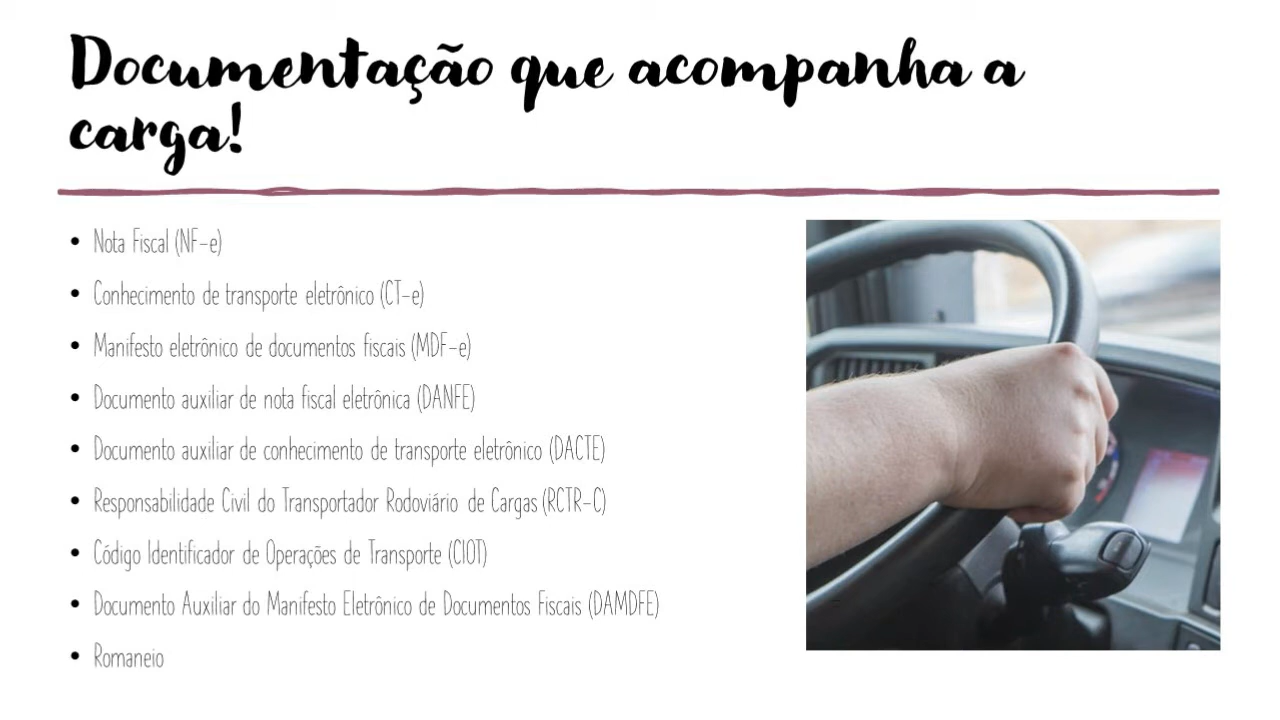 Documentação que acompanha a
carga!
• Nota Fiscal (NF-e)
• Conhecimento de transporte eletrônico (CT-e)
• Manifesto eletrônico de documentos fiscais (MDF-e)
• Documento auxiliar de nota fiscal eletrônica (DANFE)
• Documento auxiliar de conhecimento de transporte eletrônico (DACTE)
• Responsabilidade Civil do Transportador Rodoviário de Cargas (RCTR-C)
• Código Identificador de Operações de Transporte (CIOT)
• Documento Auxiliar do Manifesto Eletrônico de Documentos Fiscais (DAMDFE)
• Romaneio